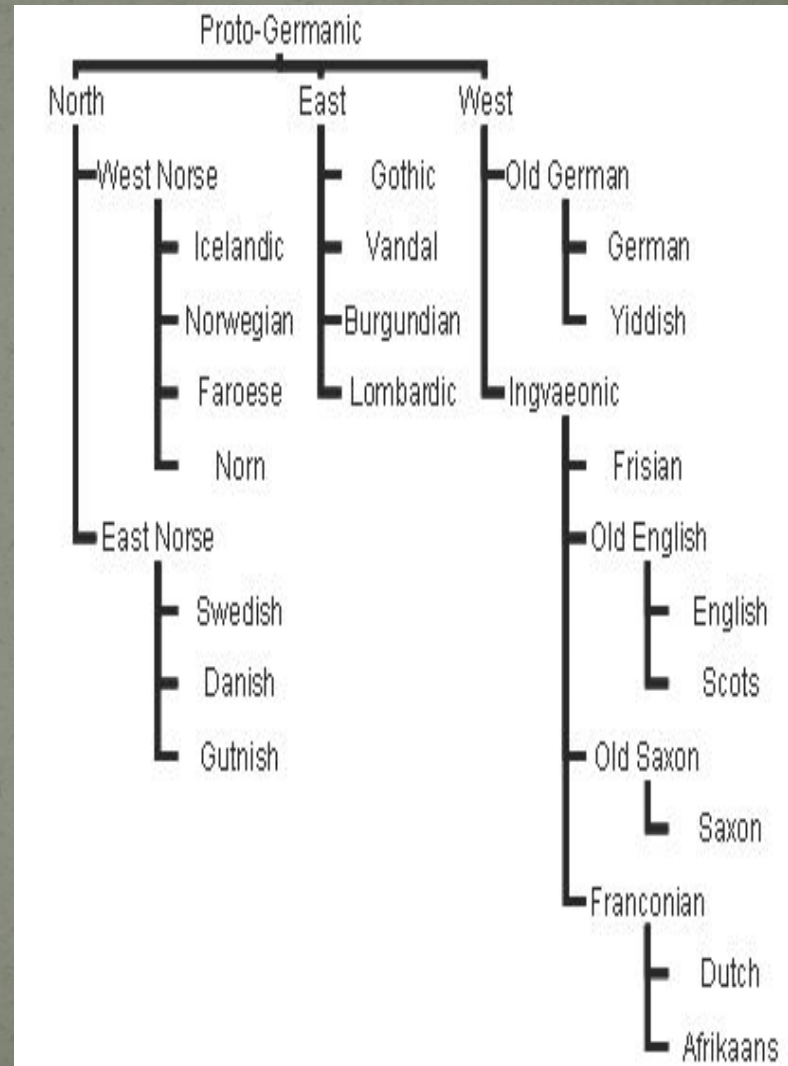 Proto-Germanic
North
East
West
West Norse
Icelandic
Norwegian
Faroese
Norn
East Norse
Swedish
Danish
Gutnish
Gothic
Vandal
Burgundian
Lombardic
Old German
German
Yiddish
Ingvaeonic
Frisian
Old English
English
Scots
Old Saxon
Saxon
Franconian
Dutch
Afrikaans